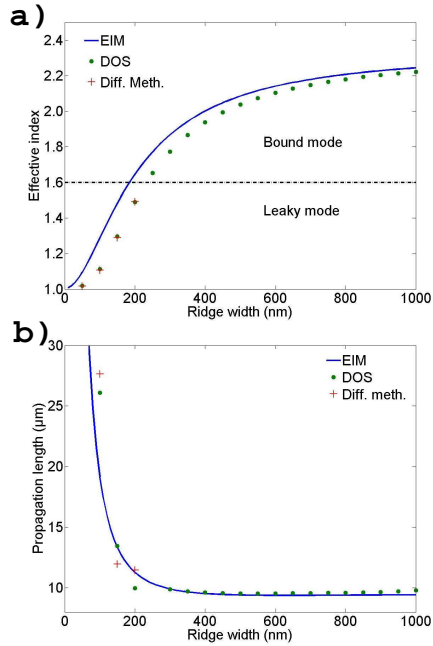 a)
EIM
DOS
Diff. Meth.
2.4
2.2
2.0
1.8
1.6
1.4
1.2
1.0
Effective index
Bound mode
Leaky mode
0 200 400 600 800 1000
Ridge width (nm)
b)
EIM
DOS
Diff. meth.
30
25
20
15
10
Propagation length (μm)
0 200 400 600 800 1000
Ridge width (nm)